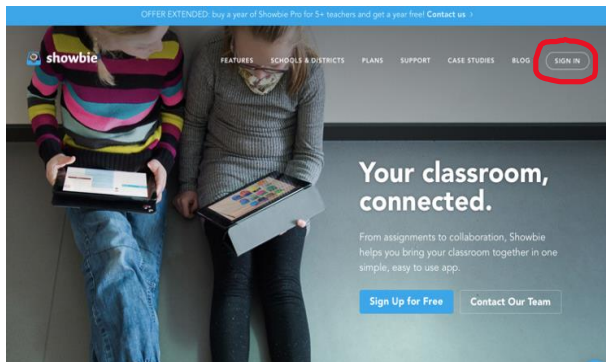 OFFER EXTENDED: buy a year of Showbie Pro for 5+ teachers and get a year free! Contact us ›
showbie
FEATURES SCHOOLS & DISTRICTS PLANS SUPPORT CASE STUDIES BLOG SIGN IN
Your classroom,
connected.
From assignments to collaboration, Showbie
helps you bring your classroom together in one
simple, easy to use app.
Sign Up for Free Contact Our Team